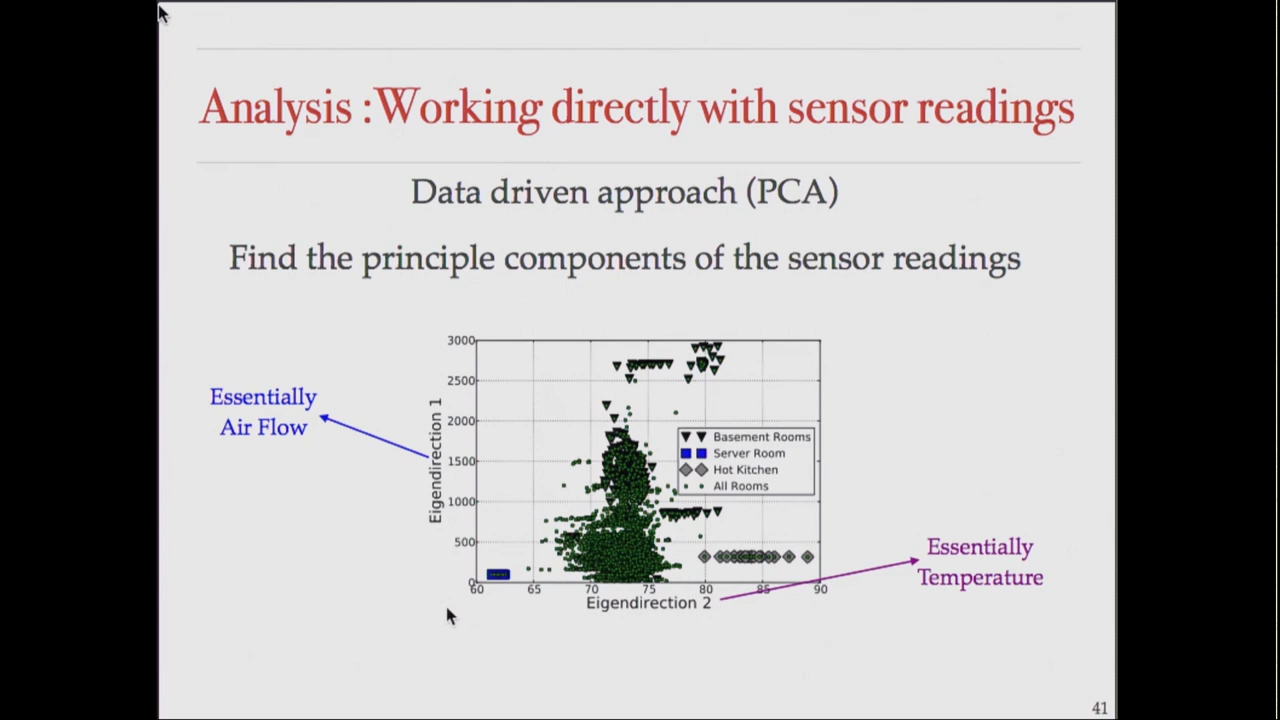 Analysis :Working directly with sensor readings
Data driven approach (PCA)
Find the principle components of the sensor readings
Essentially
Air Flow
Eigendirection 1
3000
2500
2000
1500
1000
500
0
60
65
70
75
80
85
90
Eigendirection 2
Basement Rooms
Server Room
Hot Kitchen
All Rooms
Essentially
Temperature
41